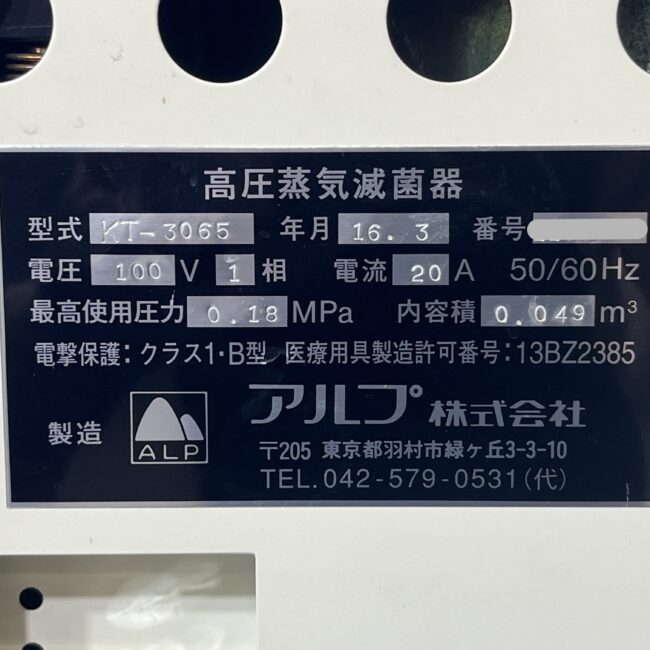 高圧蒸気滅菌器
型式 KT-3065 年月 16.3 番号
電圧 100 V 1 相 電流 20 A 50/60Hz
最高使用圧力 0.18 MPa 内容積 0.049 m³
電撃保護：クラス1・B型 医療用具製造許可番号：13BZ2385
製造 ALP アルプ 株式会社
〒205 東京都羽村市緑ヶ丘3-3-10
TEL.042-579-0531（代）